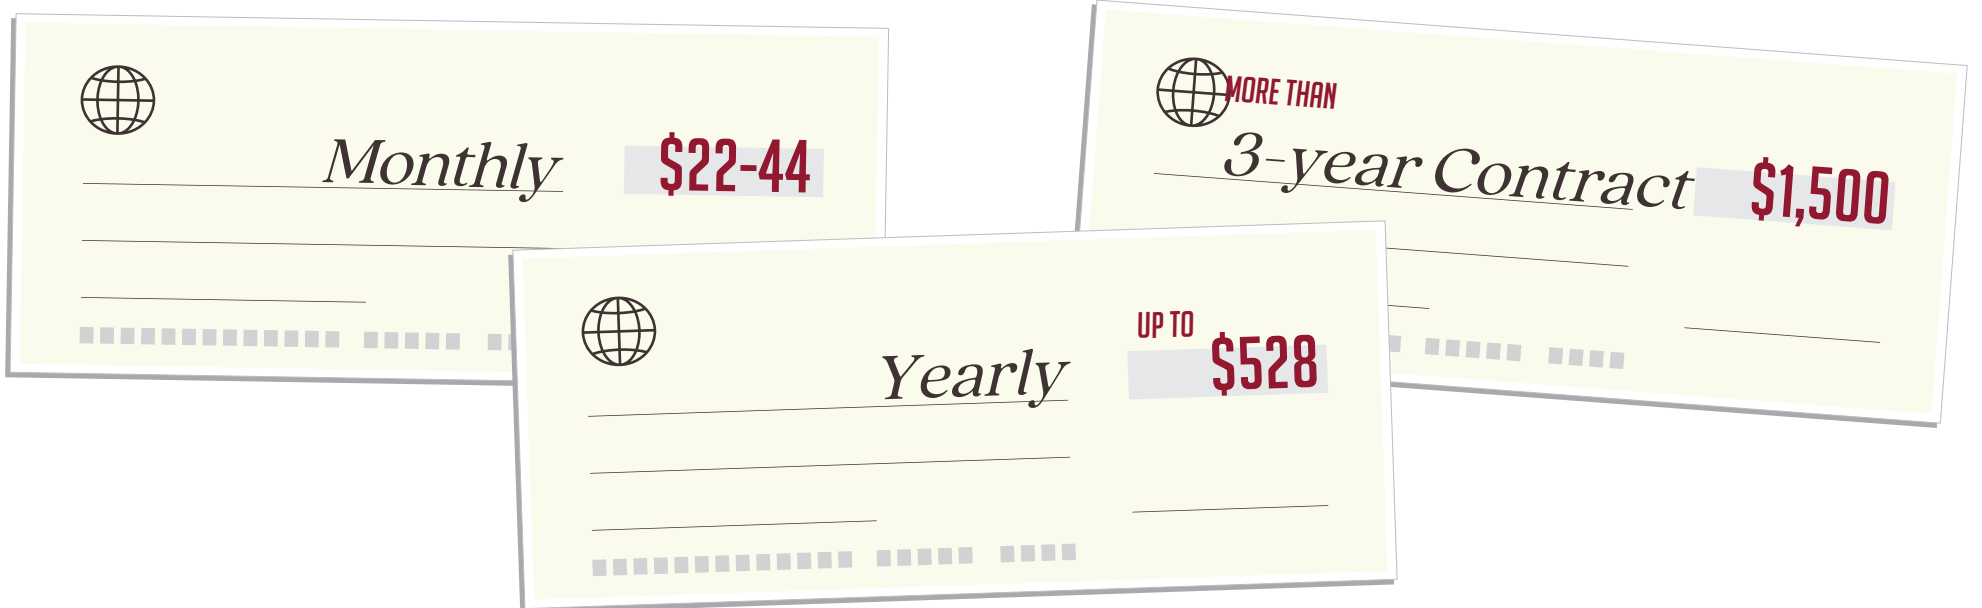 Monthly $22-44
MORE THAN
3-year Contract $1,500
UP TO
Yearly $528